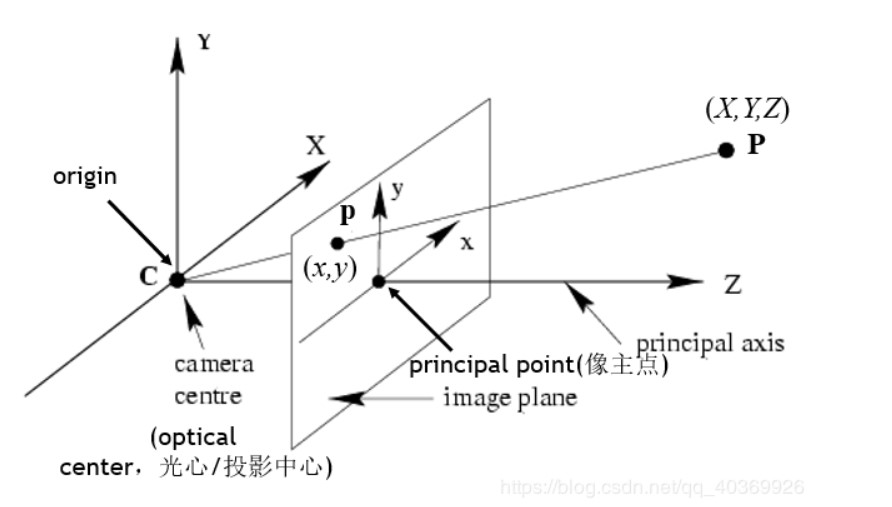 Y
(X,Y,Z)
P
X
origin
y
p
x
C
(x,y)
Z
camera
centre
principal axis
principal point(像主点)
image plane
(optical
center，光心/投影中心)
https://blog.csdn.net/qq_40369926